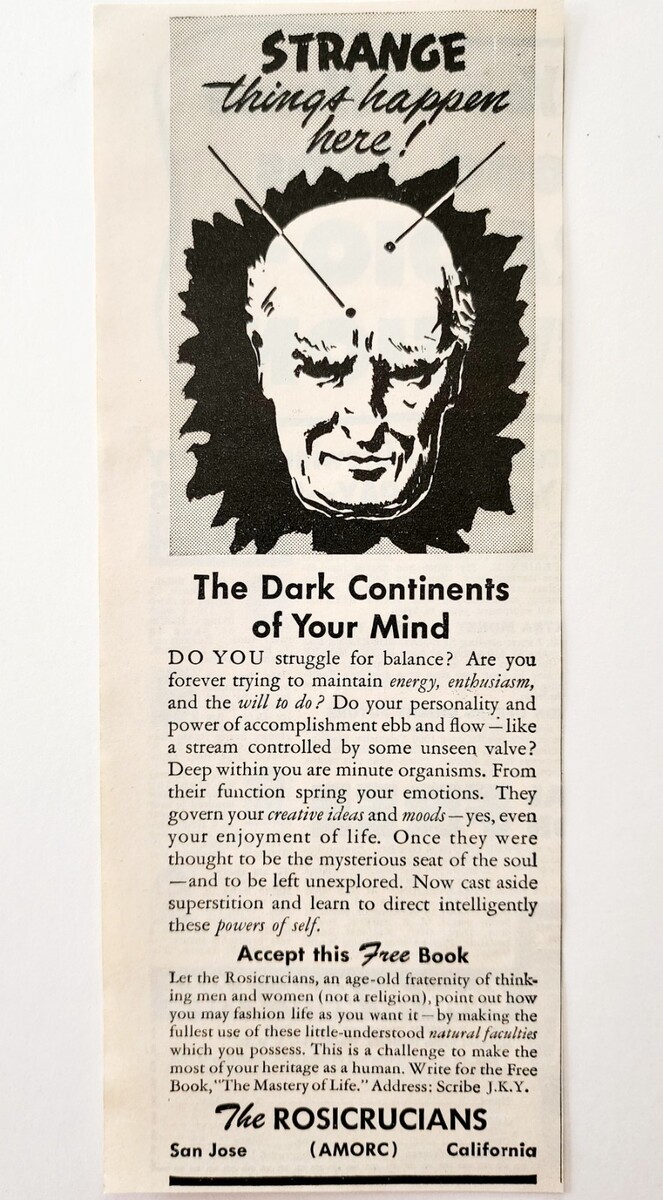 STRANGE
things happen
here!
The Dark Continents
of Your Mind
DO YOU struggle for balance? Are you
forever trying to maintain energy, enthusiasm,
and the will to do? Do your personality and
power of accomplishment ebb and flow—like
a stream controlled by some unseen valve?
Deep within you are minute organisms. From
their function spring your emotions. They
govern your creative ideas and moods—yes, even
your enjoyment of life. Once they were
thought to be the mysterious seat of the soul
—and to be left unexplored. Now cast aside
superstition and learn to direct intelligently
these powers of self.
Accept this Free Book
Let the Rosicrucians, an age-old fraternity of think-
ing men and women (not a religion), point out how
you may fashion life as you want it—by making the
fullest use of these little-understood natural faculties
which you possess. This is a challenge to make the
most of your heritage as a human. Write for the Free
Book,"The Mastery of Life." Address: Scribe J.K.Y.
The ROSICRUCIANS
San Jose (AMORC) California